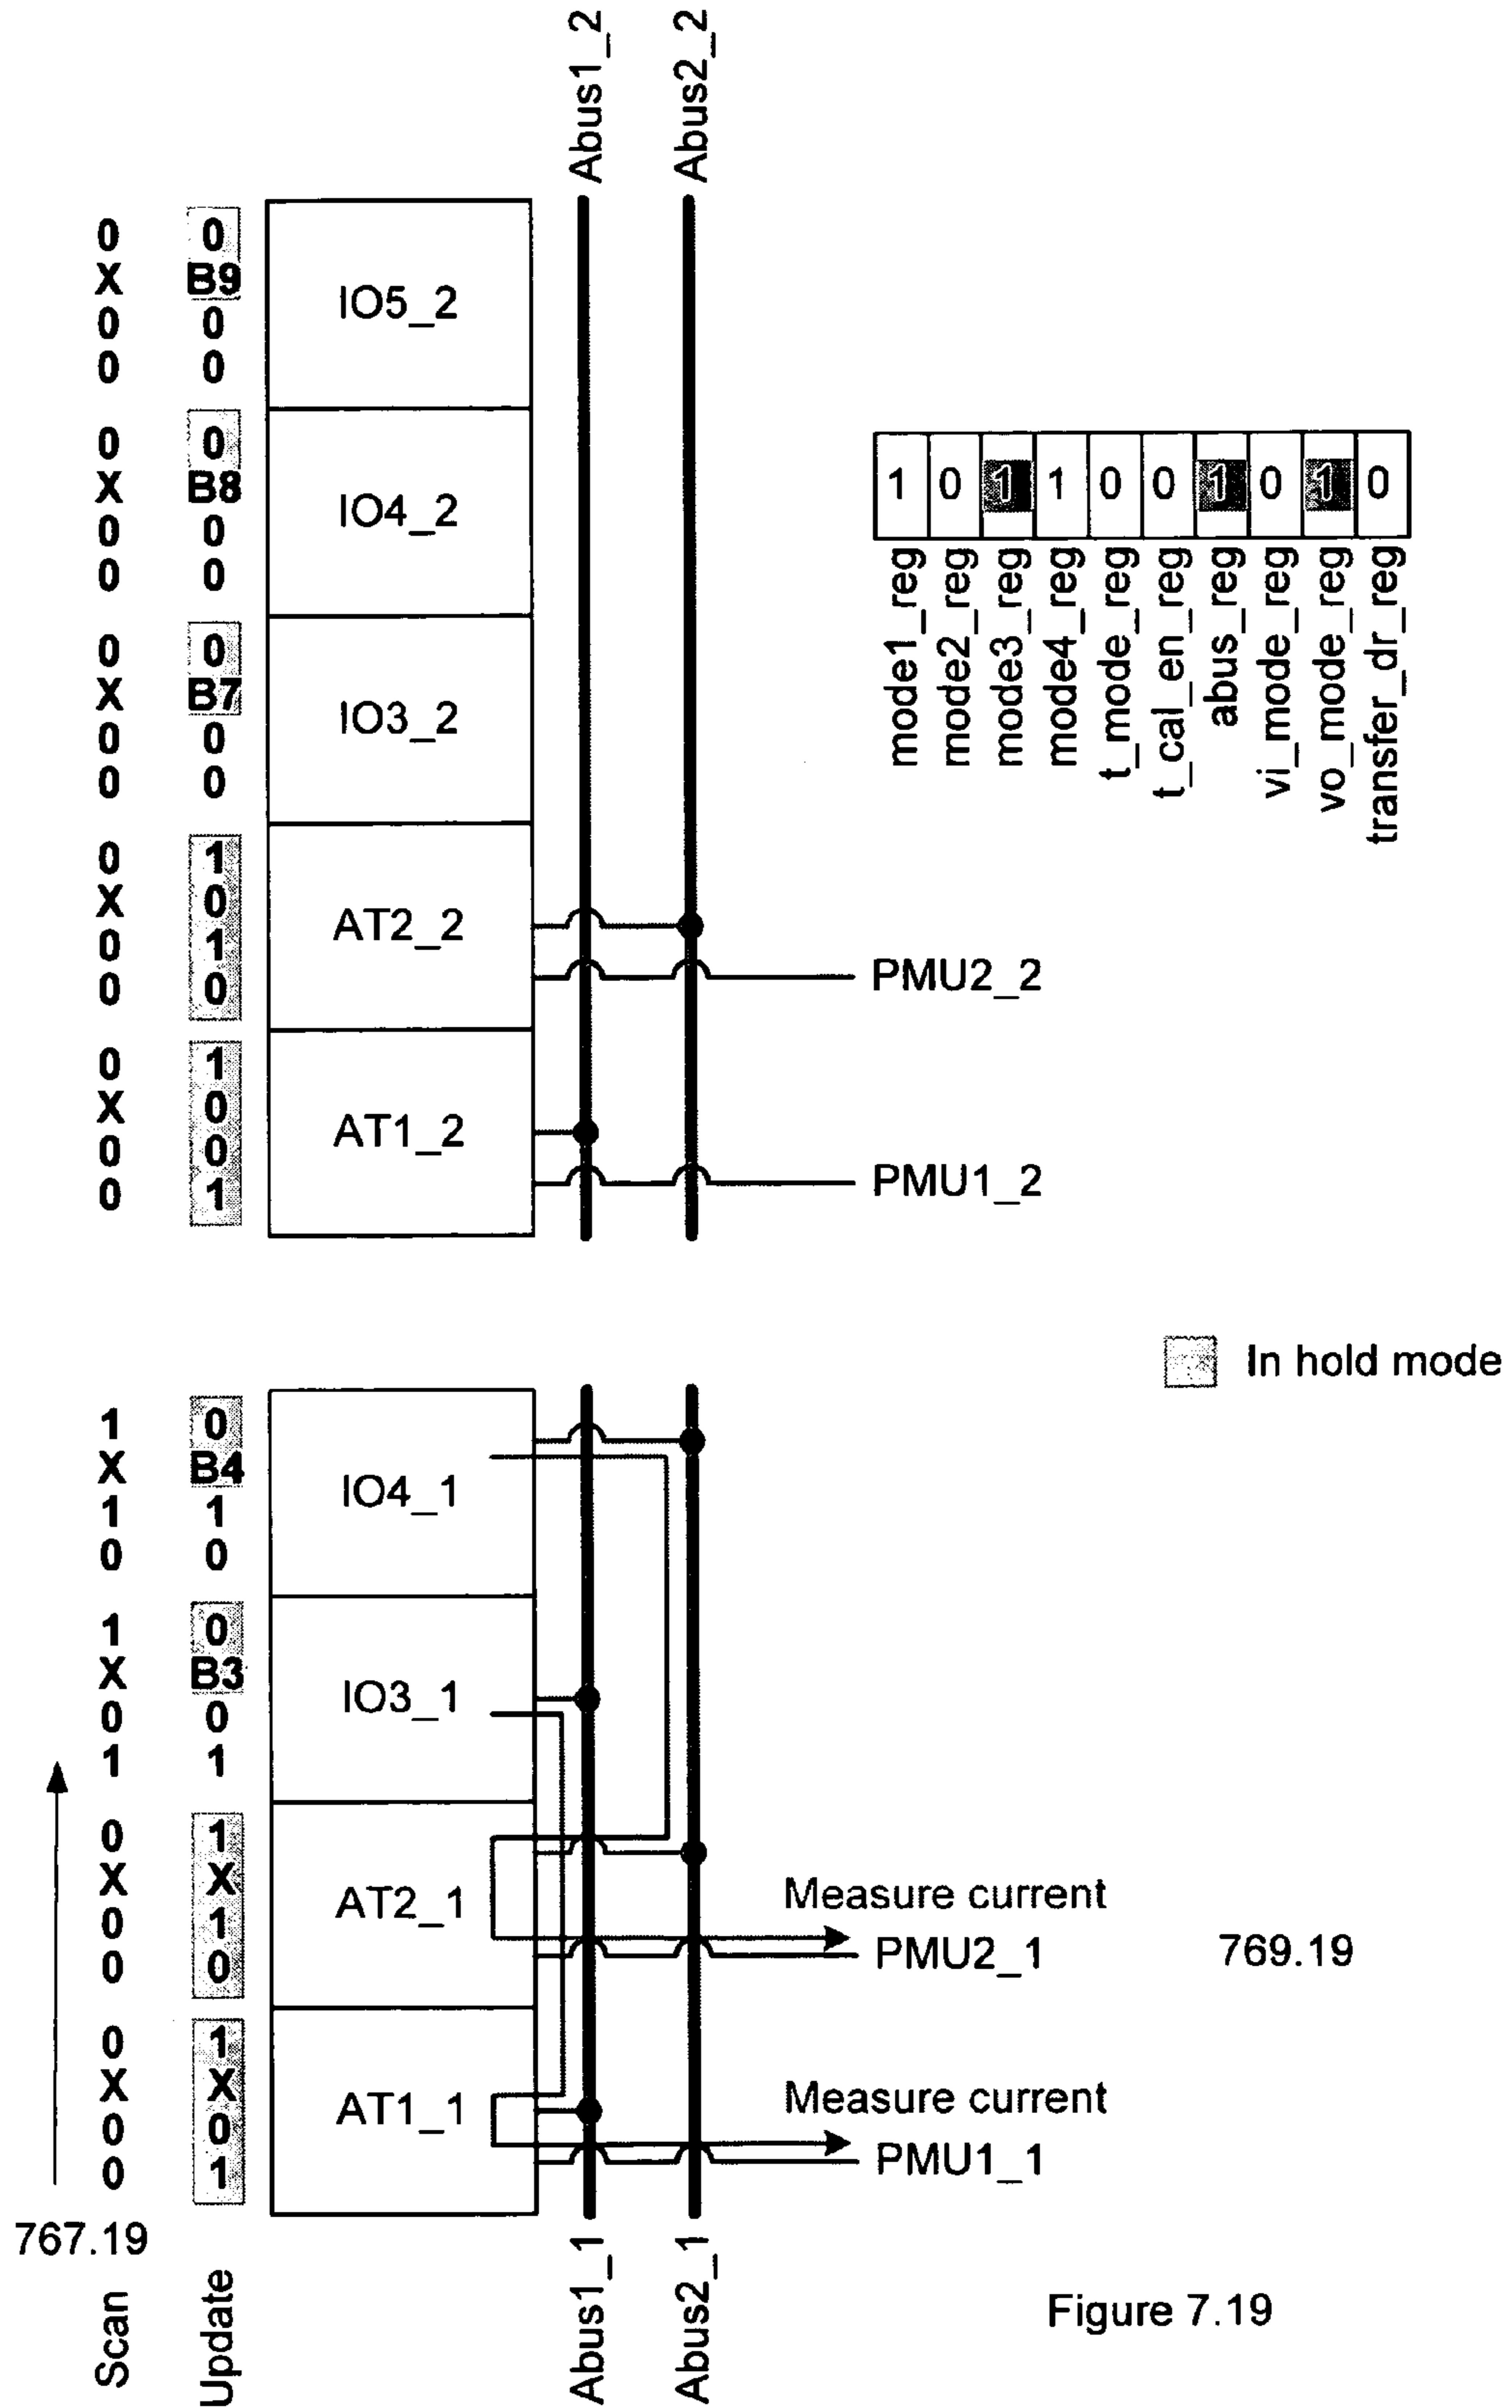 Abus1_2
Abus2_2
0 0
X B9
0 0
0 0
IO5_2
0 0
X B8
0 0
0 0
IO4_2
0 0
X B7
0 0
0 0
IO3_2
0 1
X 0
0 1
0 0
AT2_2
PMU2_2
0 1
X 0
0 0
0 1
AT1_2
PMU1_2
1 0 1 1 0 0 1 0 1 0
mode1_reg
mode2_reg
mode3_reg
mode4_reg
t_mode_reg
t_cal_en_reg
abus_reg
vi_mode_reg
vo_mode_reg
transfer_dr_reg
In hold mode
1 0
X B4
1 1
0 0
IO4_1
1 0
X B3
0 0
1 1
IO3_1
0 1
X X
0 1
0 0
AT2_1
Measure current
PMU2_1
769.19
0 1
X X
0 0
0 1
AT1_1
Measure current
PMU1_1
767.19
Scan
Update
Abus1_1
Abus2_1
Figure 7.19